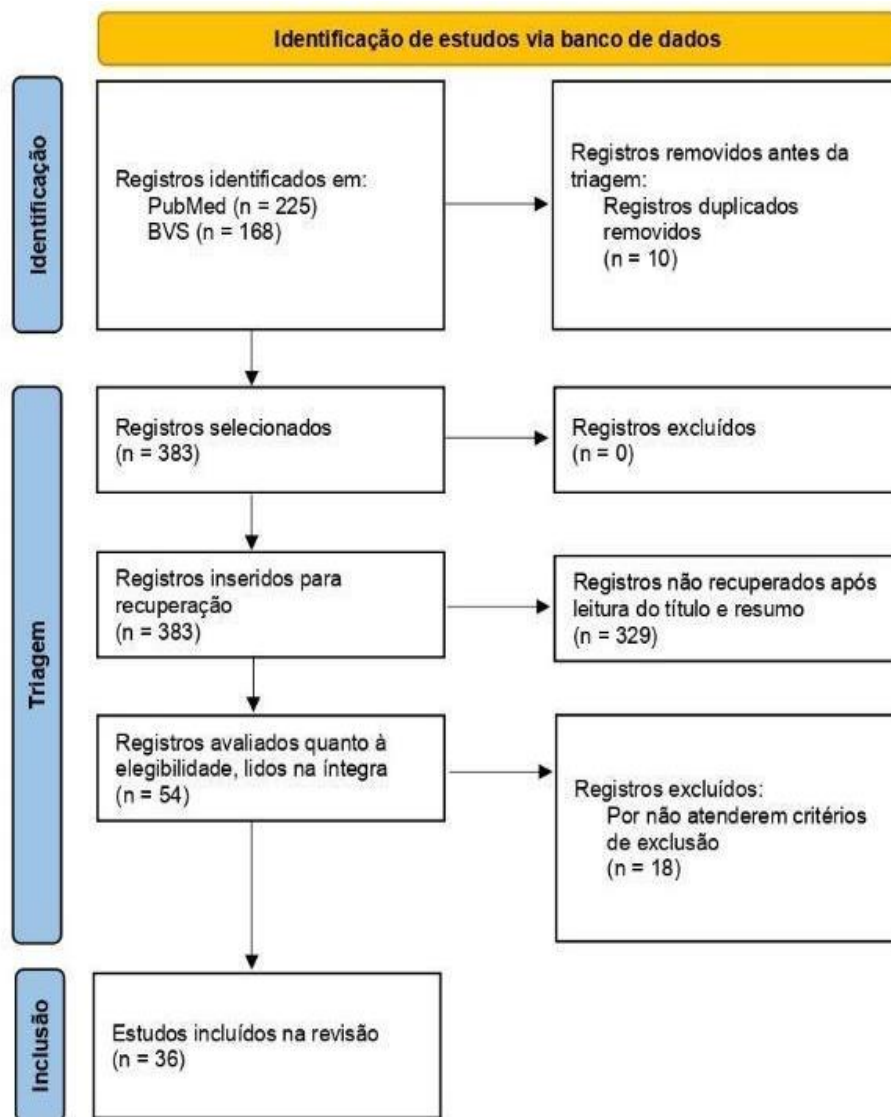 Identificação de estudos via banco de dados
Identificação
Registros identificados em:
PubMed (n = 225)
BVS (n = 168)
Registros removidos antes da
triagem:
Registros duplicados
removidos
(n = 10)
Triagem
Registros selecionados
(n = 383)
Registros excluídos
(n = 0)
Registros inseridos para
recuperação
(n = 383)
Registros não recuperados após
leitura do título e resumo
(n = 329)
Registros avaliados quanto à
elegibilidade, lidos na íntegra
(n = 54)
Registros excluídos:
Por não atenderem critérios
de exclusão
(n = 18)
Inclusão
Estudos incluídos na revisão
(n = 36)